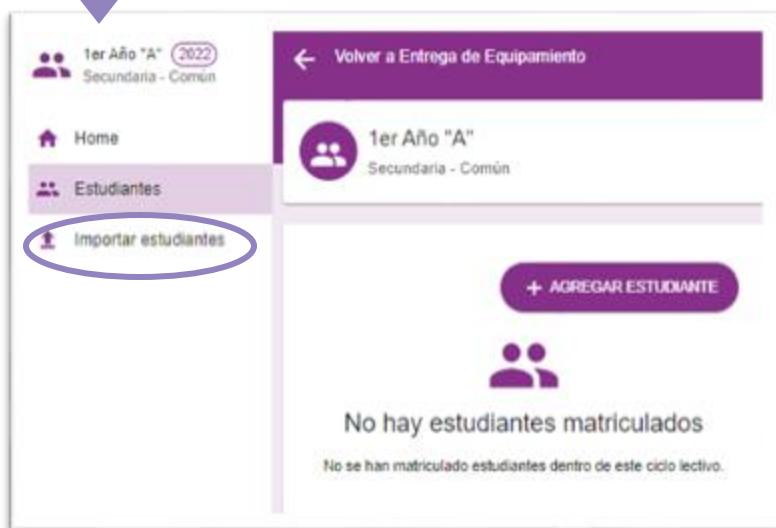 1er Año "A" 2022
Secundaria - Común
Home
Estudiantes
Importar estudiantes
← Volver a Entrega de Equipamiento
1er Año "A"
Secundaria - Común
+ AGREGAR ESTUDIANTE
No hay estudiantes matriculados
No se han matriculado estudiantes dentro de este ciclo lectivo.